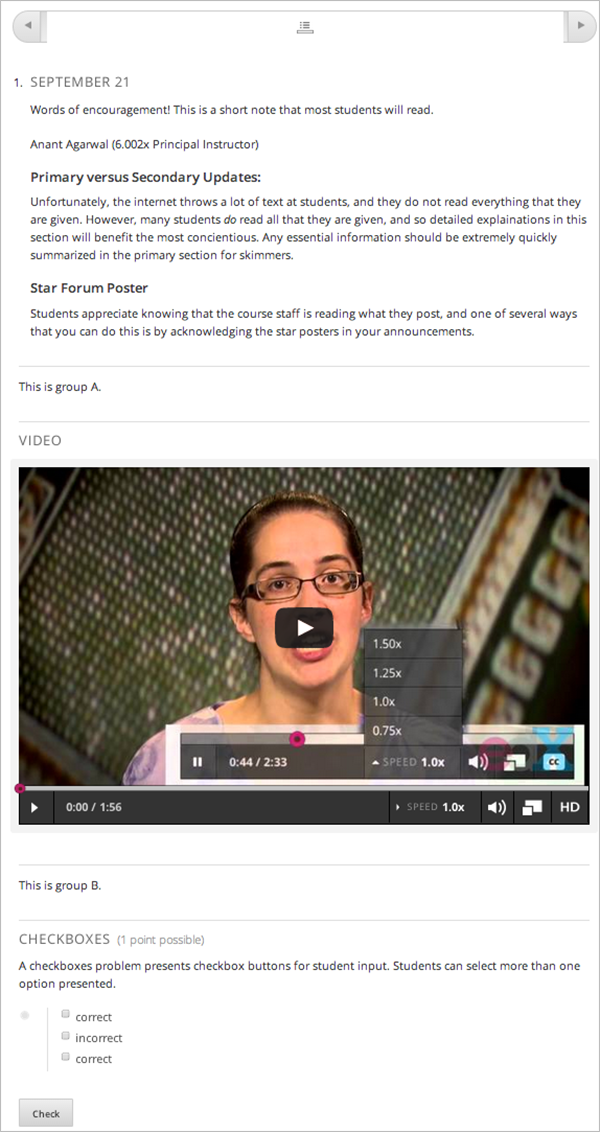 1. SEPTEMBER 21
Words of encouragement! This is a short note that most students will read.
Anant Agarwal (6.002x Principal Instructor)
Primary versus Secondary Updates:
Unfortunately, the internet throws a lot of text at students, and they do not read everything that they
are given. However, many students do read all that they are given, and so detailed explainations in this
section will benefit the most concientious. Any essential information should be extremely quickly
summarized in the primary section for skimmers.
Star Forum Poster
Students appreciate knowing that the course staff is reading what they post, and one of several ways
that you can do this is by acknowledging the star posters in your announcements.
This is group A.
VIDEO
1.50x
1.25x
1.0x
0.75x
0:44 / 2:33 SPEED 1.0x cc
0:00 / 1:56 SPEED 1.0x HD
This is group B.
CHECKBOXES (1 point possible)
A checkboxes problem presents checkbox buttons for student input. Students can select more than one
option presented.
correct
incorrect
correct
Check